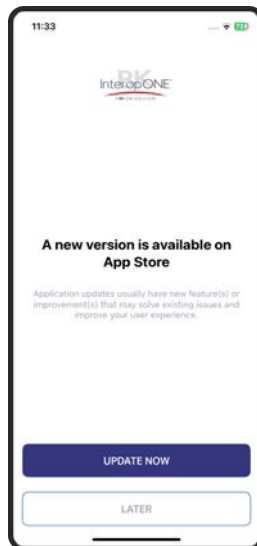 11:33
BK
InteropONE
A new version is available on
App Store
Application updates usually have new feature(s) or
improvement(s) that may solve existing issues and
improve your user experience.
UPDATE NOW
LATER